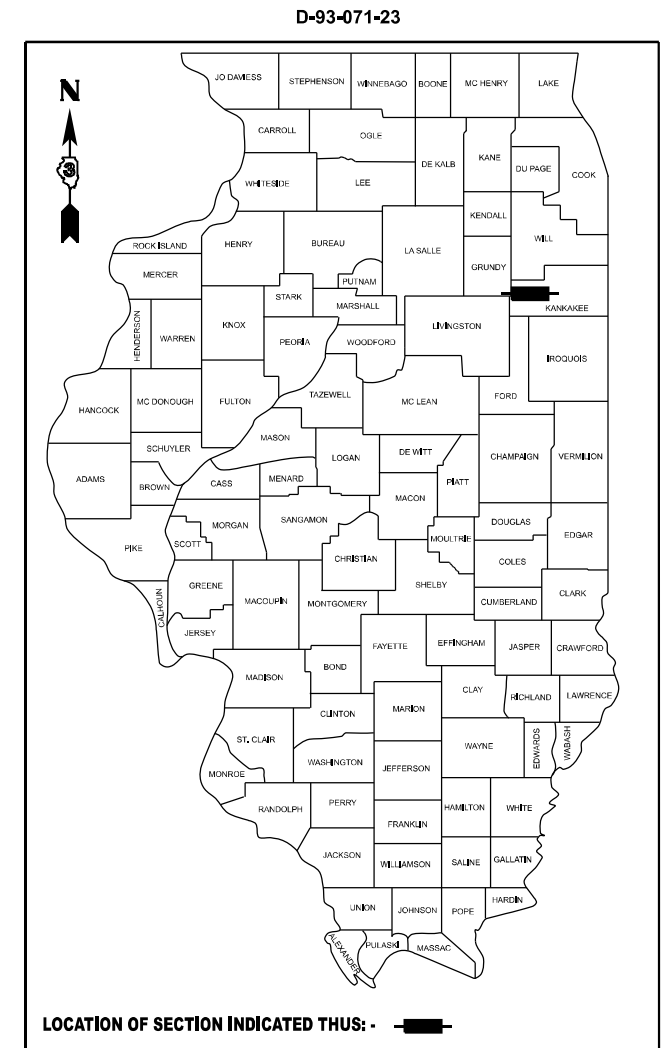 D-93-071-23
N
3
JO DAVIESS STEPHENSON WINNEBAGO BOONE MC HENRY LAKE
CARROLL OGLE DE KALB KANE DU PAGE COOK
WHITESIDE LEE
KENDALL
ROCK ISLAND HENRY BUREAU LA SALLE WILL
MERCER PUTNAM GRUNDY
STARK MARSHALL KANKAKEE
HENDERSON WARREN KNOX PEORIA WOODFORD LIVINGSTON
IROQUOIS
HANCOCK MC DONOUGH FULTON TAZEWELL MC LEAN FORD
MASON
SCHUYLER LOGAN DE WITT CHAMPAIGN VERMILION
ADAMS BROWN CASS MENARD PIATT
MACON
MORGAN SANGAMON DOUGLAS
PIKE SCOTT CHRISTIAN MOULTRIE EDGAR
COLES
CALHOUN GREENE MACOUPIN MONTGOMERY SHELBY CUMBERLAND CLARK
JERSEY
FAYETTE EFFINGHAM JASPER CRAWFORD
MADISON BOND
CLAY RICHLAND LAWRENCE
CLINTON MARION
ST. CLAIR WAYNE EDWARDS WABASH
MONROE WASHINGTON JEFFERSON
RANDOLPH PERRY HAMILTON WHITE
FRANKLIN
JACKSON WILLIAMSON SALINE GALLATIN
UNION JOHNSON POPE HARDIN
ALEXANDER PULASKI MASSAC
LOCATION OF SECTION INDICATED THUS: -